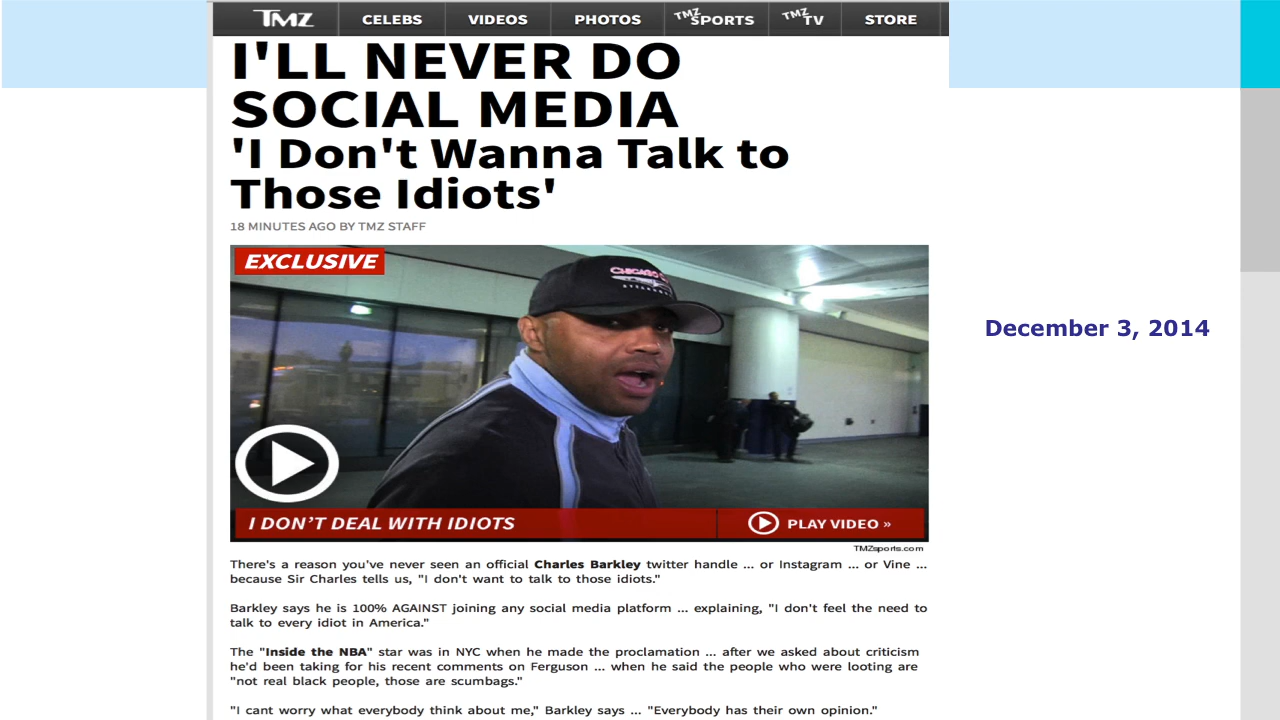 TMZ CELEBS VIDEOS PHOTOS TMZ SPORTS TMZ TV STORE
I'LL NEVER DO
SOCIAL MEDIA
'I Don't Wanna Talk to
Those Idiots'
18 MINUTES AGO BY TMZ STAFF
EXCLUSIVE
December 3, 2014
I DON'T DEAL WITH IDIOTS
PLAY VIDEO »
TMZsports.com
There's a reason you've never seen an official Charles Barkley twitter handle ... or Instagram ... or Vine ...
because Sir Charles tells us, "I don't want to talk to those idiots."
Barkley says he is 100% AGAINST joining any social media platform ... explaining, "I don't feel the need to
talk to every idiot in America."
The "Inside the NBA" star was in NYC when he made the proclamation ... after we asked about criticism
he'd been taking for his recent comments on Ferguson ... when he said the people who were looting are
"not real black people, those are scumbags."
"I cant worry what everybody think about me," Barkley says ... "Everybody has their own opinion."